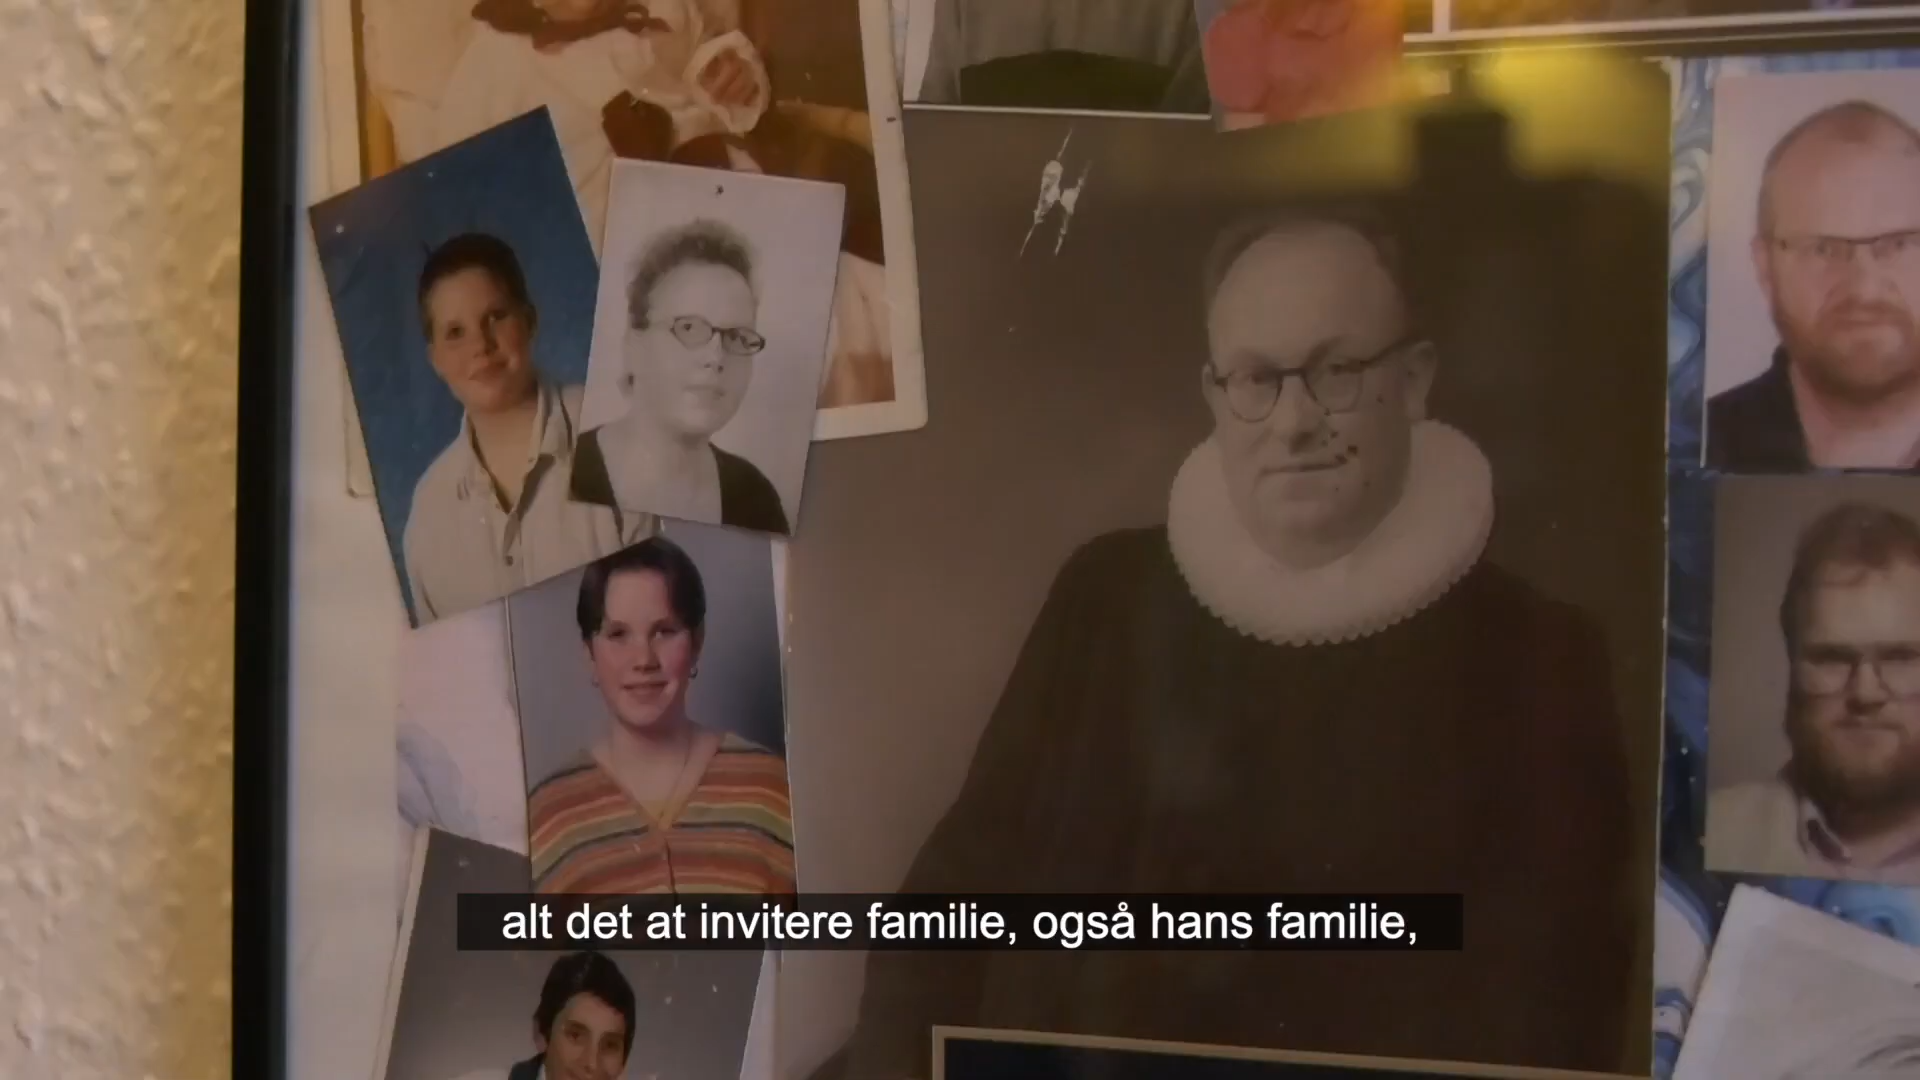 alt det at invitere familie, også hans familie,